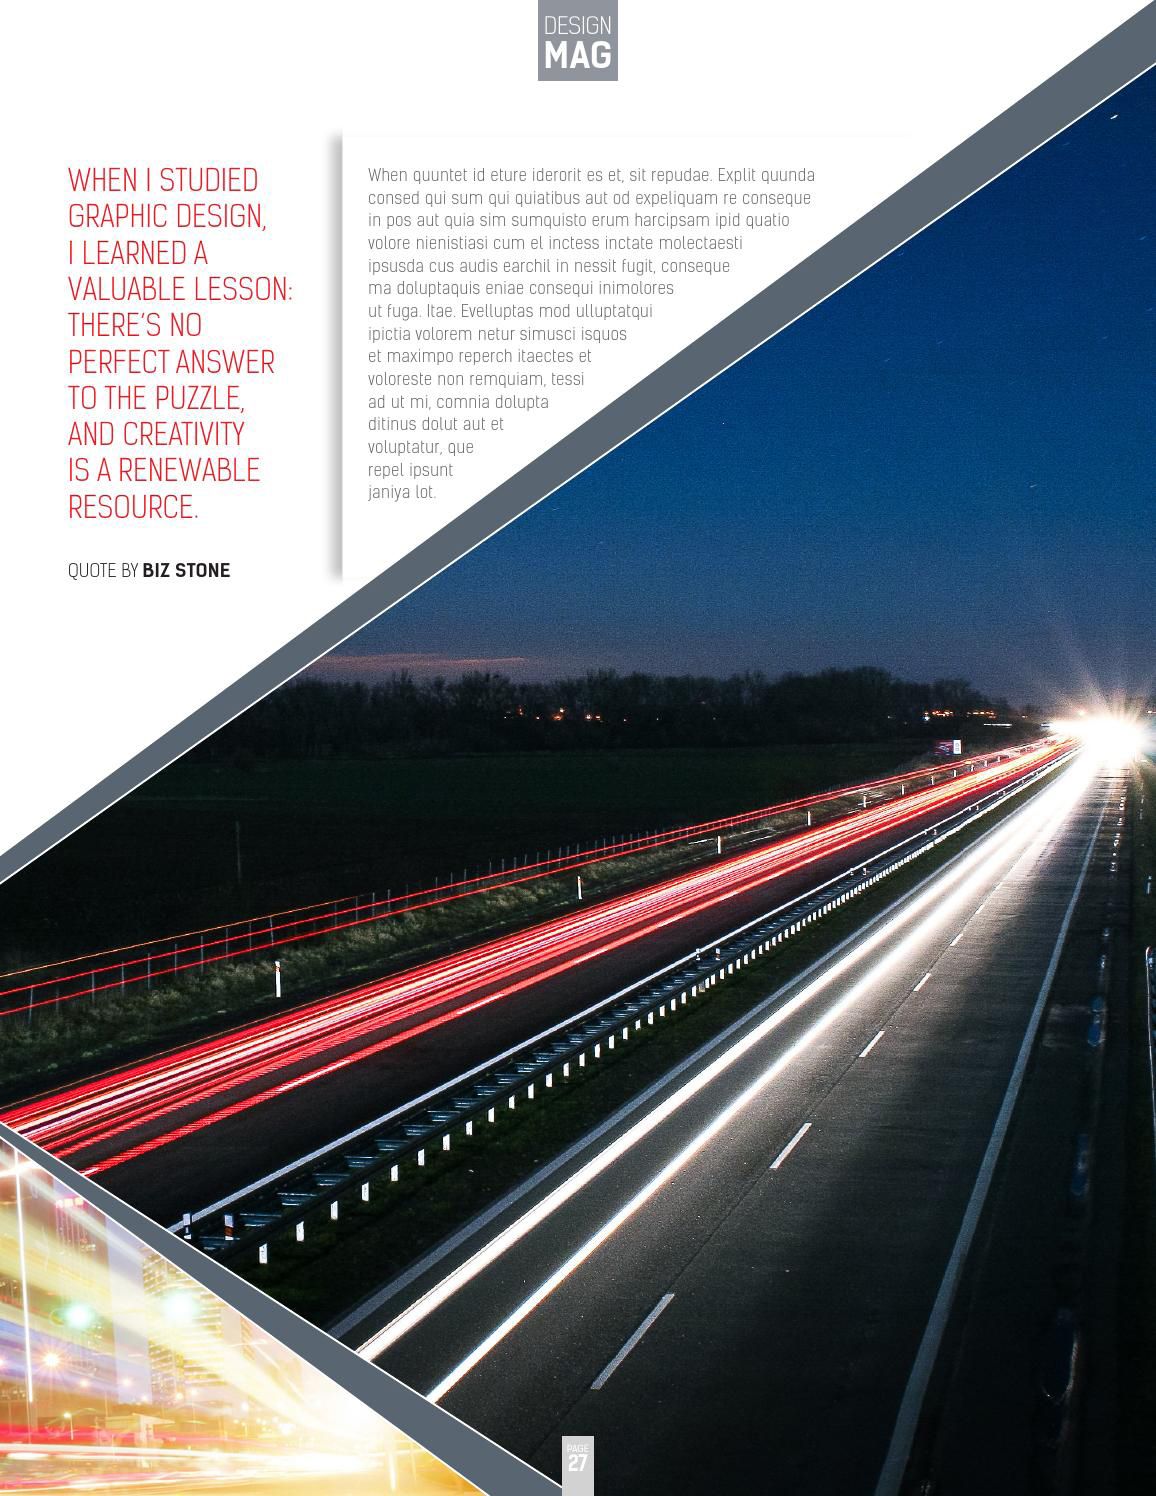 DESIGN
MAG
WHEN I STUDIED
GRAPHIC DESIGN,
I LEARNED A
VALUABLE LESSON:
THERE'S NO
PERFECT ANSWER
TO THE PUZZLE,
AND CREATIVITY
IS A RENEWABLE
RESOURCE.
QUOTE BY BIZ STONE
When quuntet id eture iderorit es et, sit repudae. Explit quunda
consed qui sum qui quiatibus aut od expeliquam re conseque
in pos aut quia sim sumquisto erum harcipsam ipid quatio
volore nienistiasi cum el inctess inctate molectaesti
ipsusda cus audis earchil in nessit fugit, conseque
ma doluptaquis eniae consequi inimolores
ut fuga. Itae. Evelluptas mod ulluptatqui
ipictia volorem netur simusci isquos
et maximpo reperch itaectes et
voloreste non remquiam, tessi
ad ut mi, comnia dolupta
ditinus dolut aut et
voluptatur, que
repel ipsunt
janiya lot.
PAGE
27